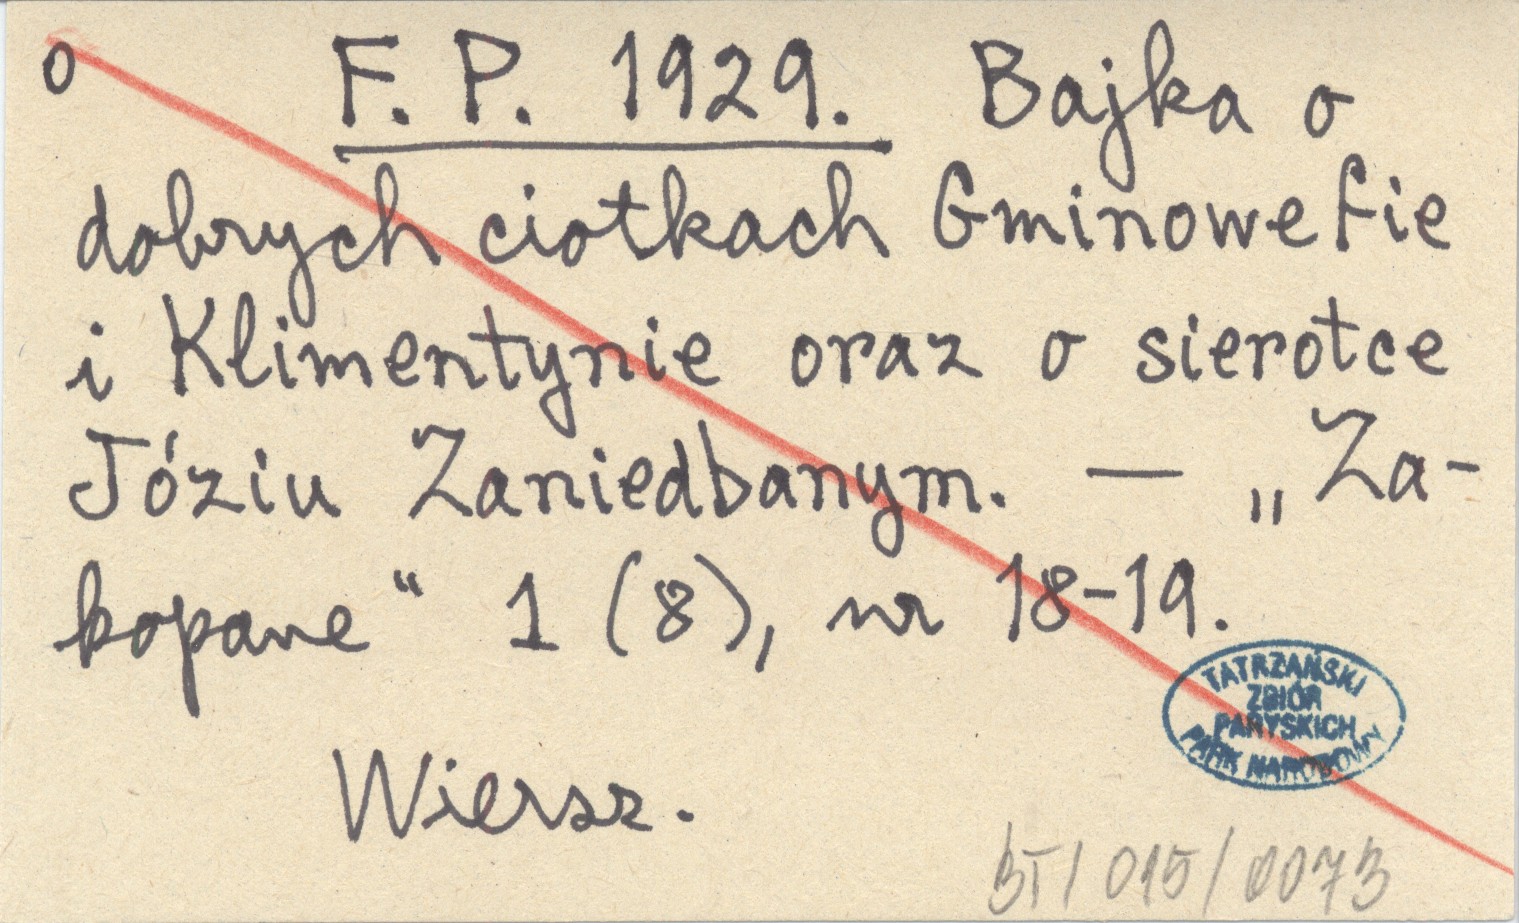 o F. P. 1929. Bajka o
dobrych ciotkach Gminowefie
i Klimentynie oraz o sierotce
Józiu Zaniedbanym. — „Za-
kopane“ 1 (8), nr 18-19.
Wiersz.
TATRZAŃSKI
ZBIÓR
PARYSKICH
PARK NARODOWY
BT/015/0073